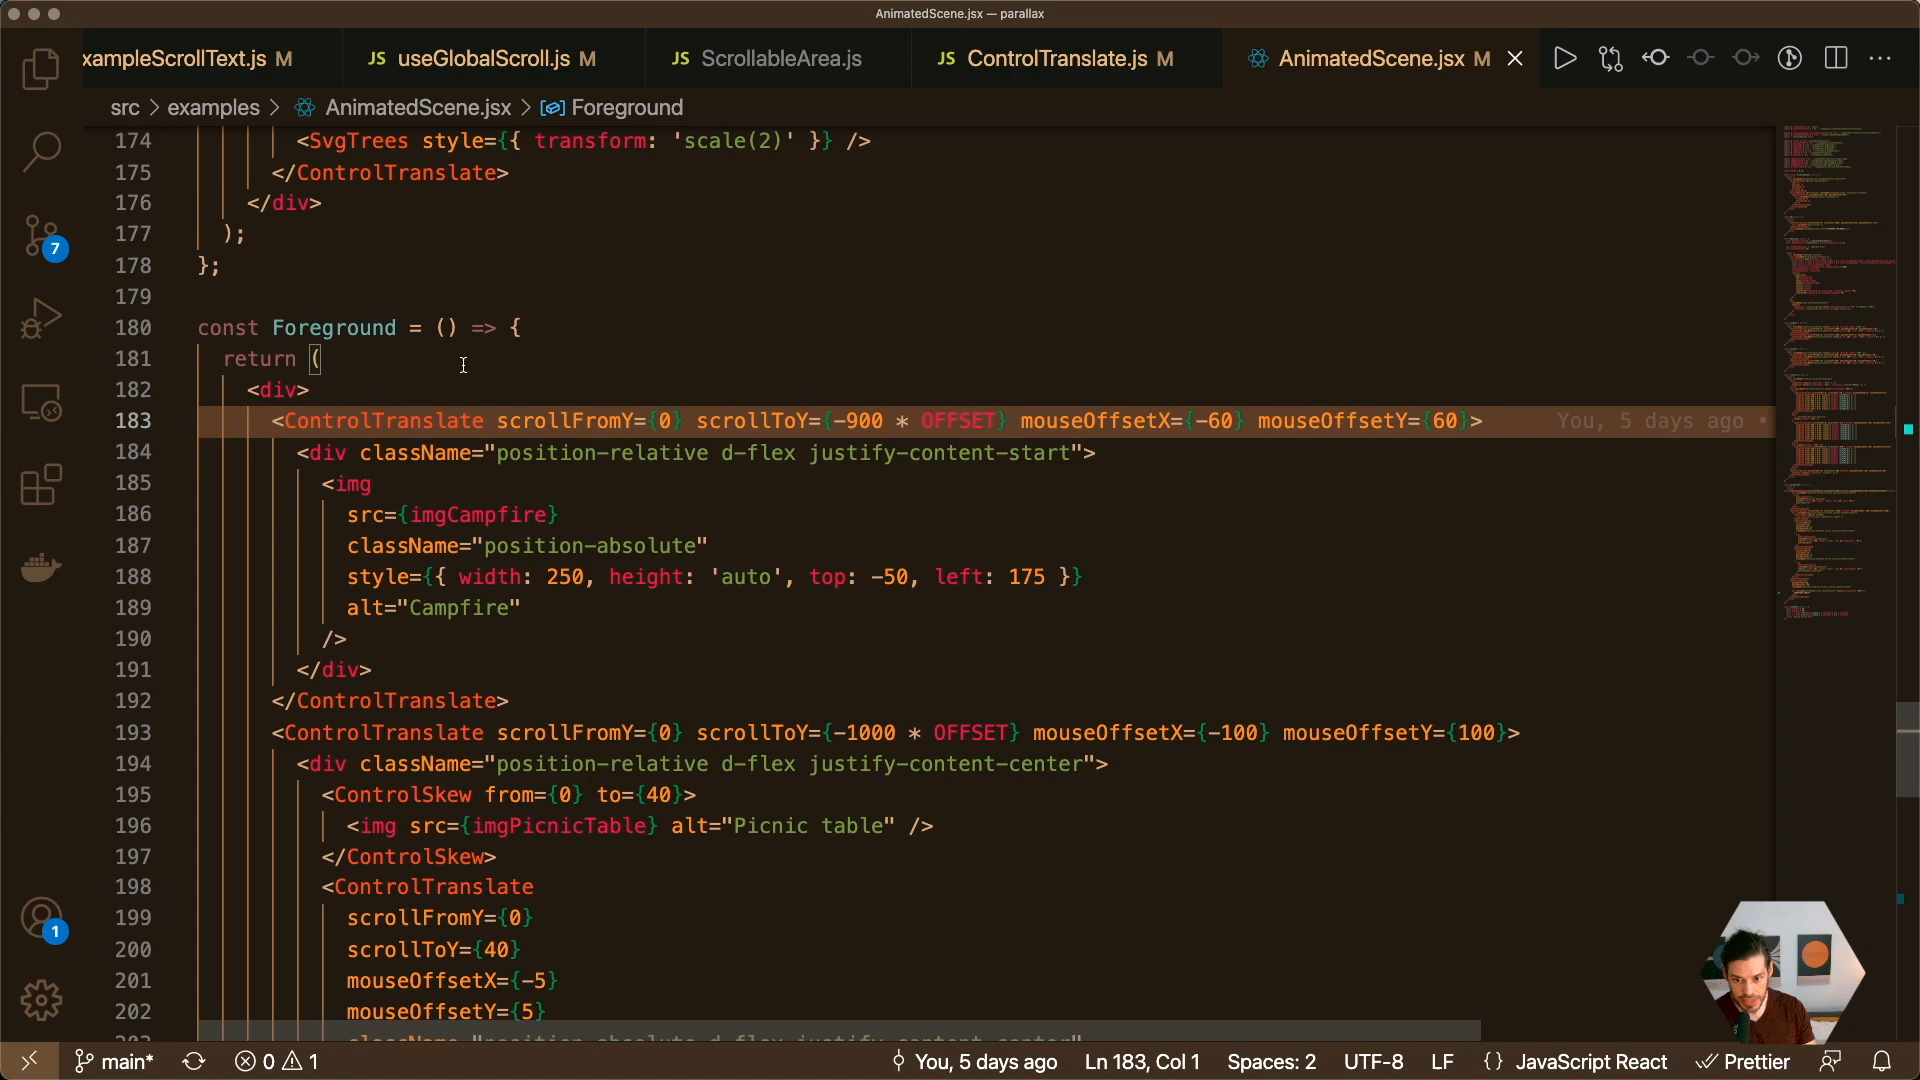 AnimatedScene.jsx — parallax
xampleScrollText.js M
JS useGlobalScroll.js M
JS ScrollableArea.js
JS ControlTranslate.js M
AnimatedScene.jsx M
src > examples > AnimatedScene.jsx > Foreground
174 <SvgTrees style={{ transform: 'scale(2)' }} />
175 </ControlTranslate>
176 </div>
177 );
178 };
179
180 const Foreground = () => {
181 return (
182 <div>
183 <ControlTranslate scrollFromY={0} scrollToY={-900 * OFFSET} mouseOffsetX={-60} mouseOffsetY={60}> You, 5 days ago •
184 <div className="position-relative d-flex justify-content-start">
185 <img
186 src={imgCampfire}
187 className="position-absolute"
188 style={{ width: 250, height: 'auto', top: -50, left: 175 }}
189 alt="Campfire"
190 />
191 </div>
192 </ControlTranslate>
193 <ControlTranslate scrollFromY={0} scrollToY={-1000 * OFFSET} mouseOffsetX={-100} mouseOffsetY={100}>
194 <div className="position-relative d-flex justify-content-center">
195 <ControlSkew from={0} to={40}>
196 <img src={imgPicnicTable} alt="Picnic table" />
197 </ControlSkew>
198 <ControlTranslate
199 scrollFromY={0}
200 scrollToY={40}
201 mouseOffsetX={-5}
202 mouseOffsetY={5}
7
1
main* 0 1 You, 5 days ago Ln 183, Col 1 Spaces: 2 UTF-8 LF {} JavaScript React Prettier